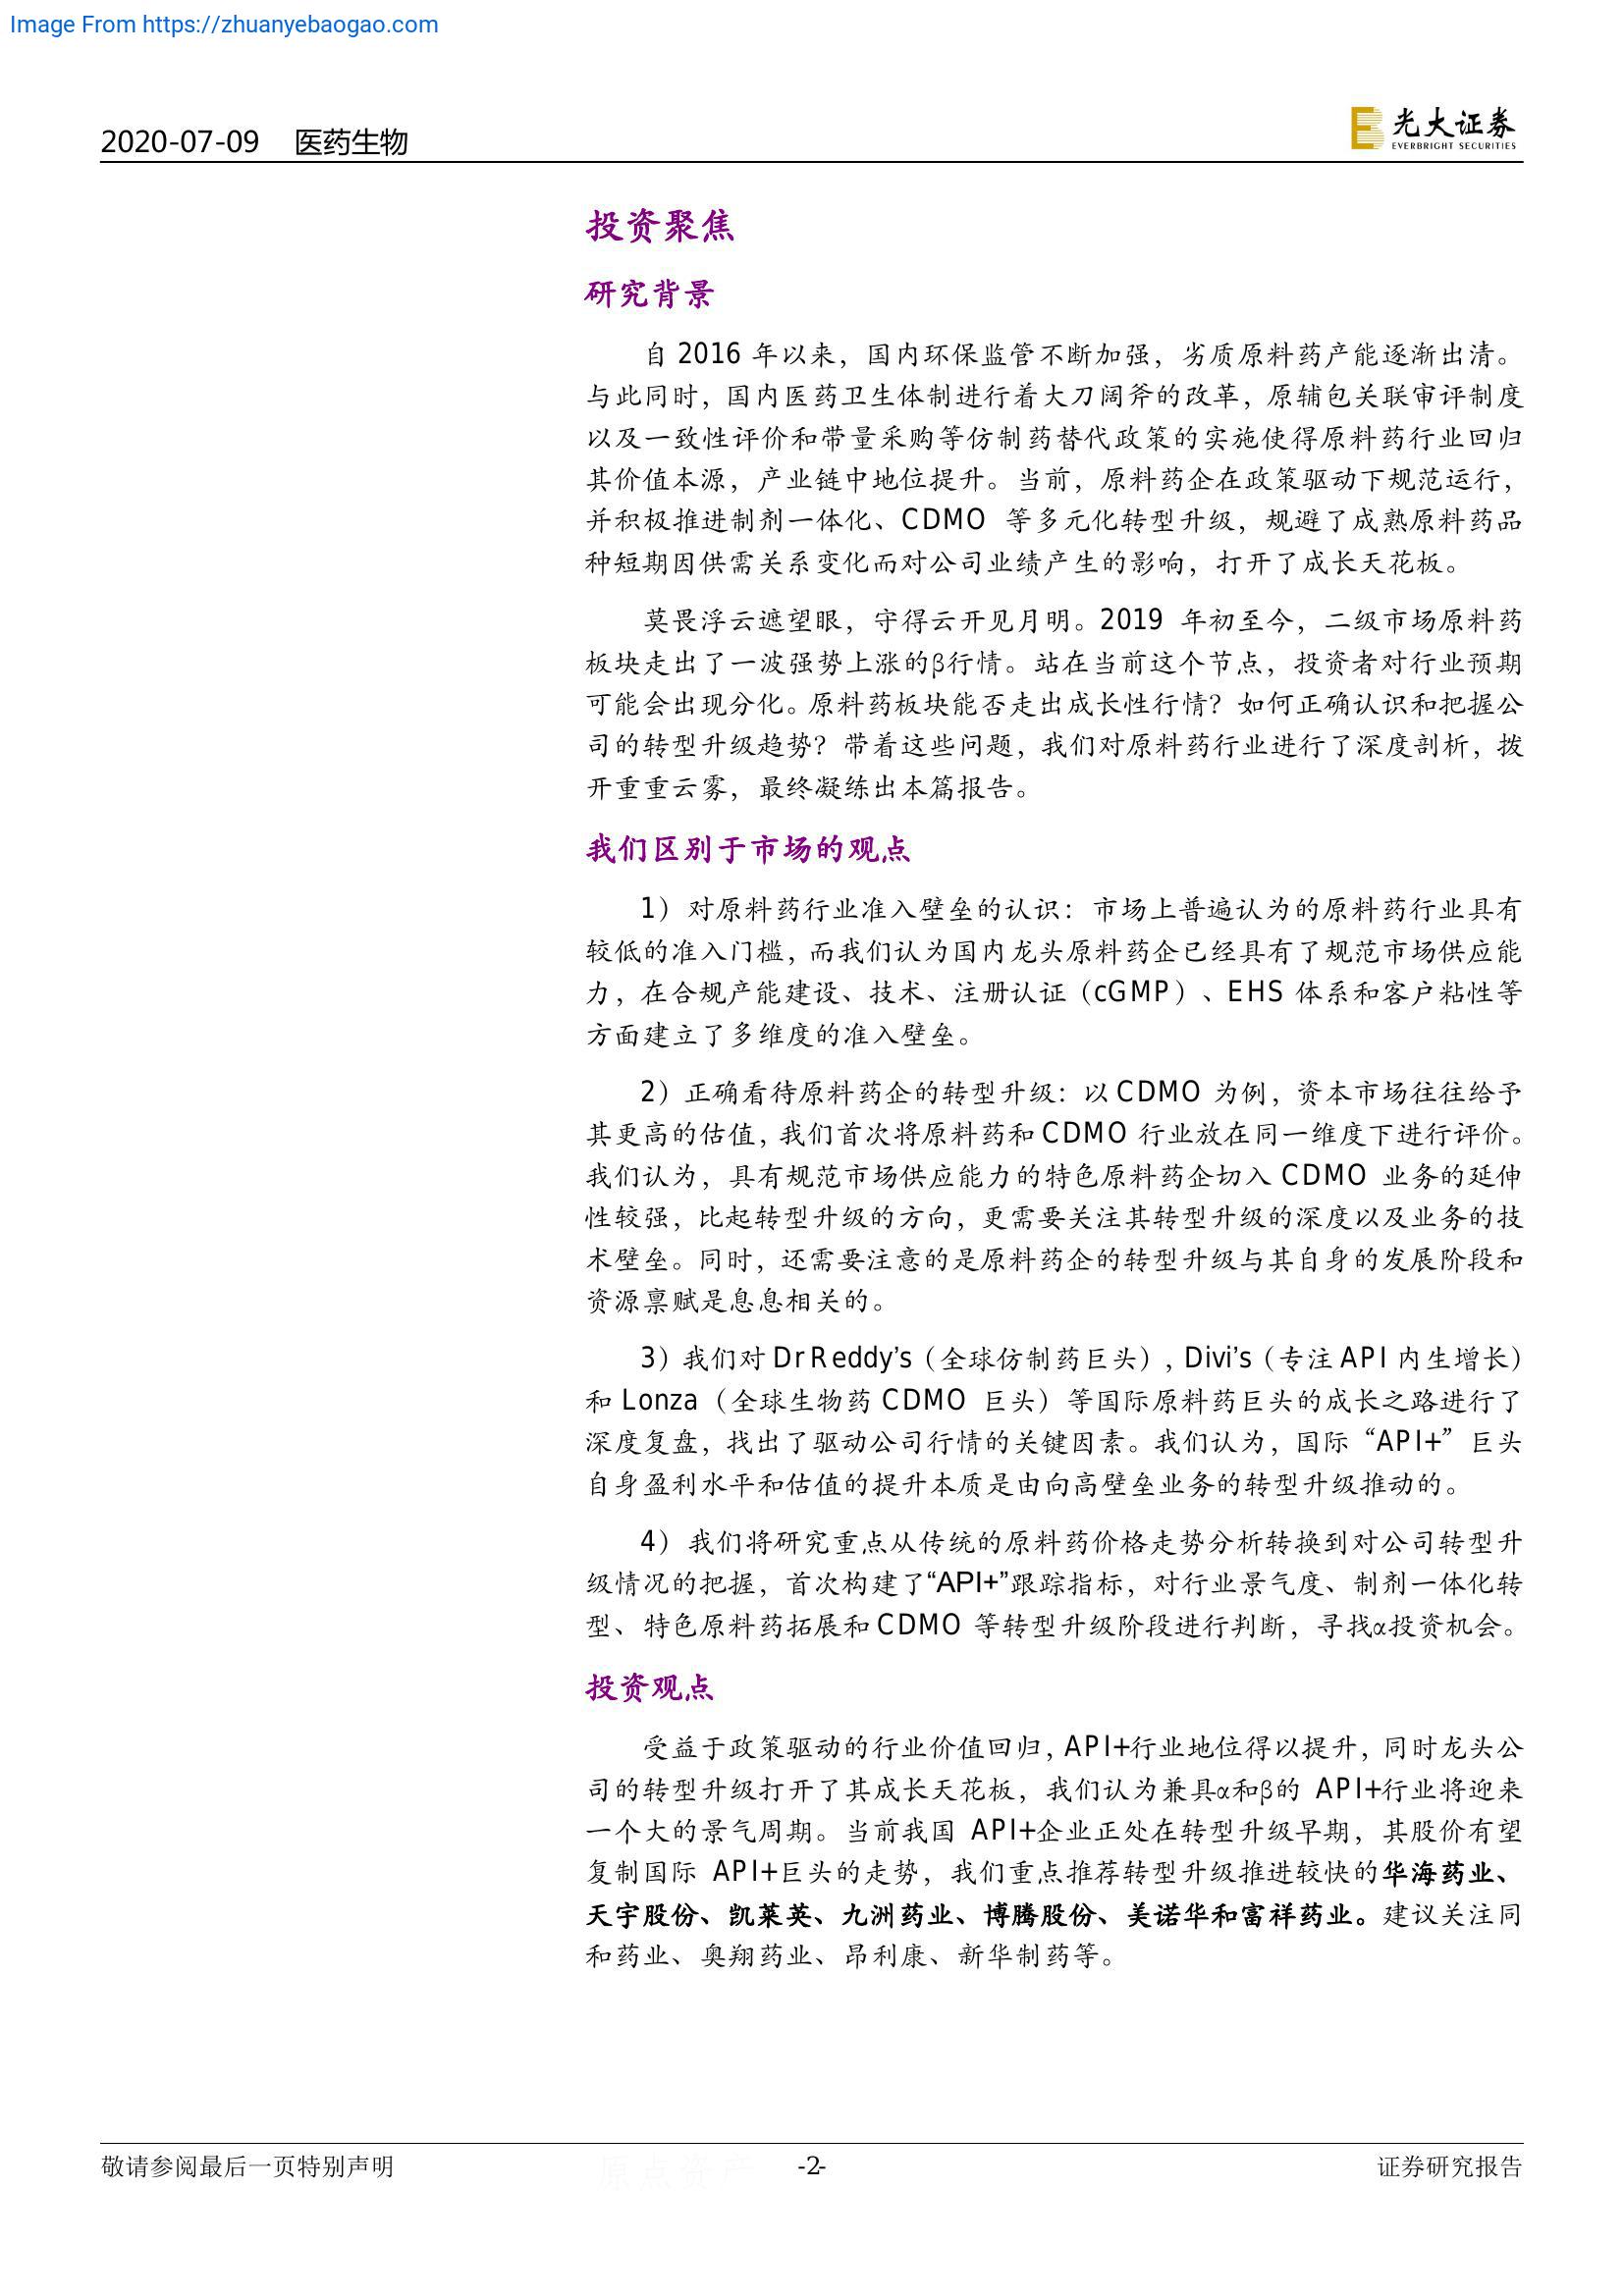 Image From https://zhuanyebaogao.com
2020-07-09 医药生物
光大证券
EVERBRIGHT SECURITIES
投资聚焦
研究背景
自 2016 年以来，国内环保监管不断加强，劣质原料药产能逐渐出清。
与此同时，国内医药卫生体制进行着大刀阔斧的改革，原辅包关联审评制度
以及一致性评价和带量采购等仿制药替代政策的实施使得原料药行业回归
其价值本源，产业链中地位提升。当前，原料药企在政策驱动下规范运行，
并积极推进制剂一体化、CDMO 等多元化转型升级，规避了成熟原料药品
种短期因供需关系变化而对公司业绩产生的影响，打开了成长天花板。
莫畏浮云遮望眼，守得云开见月明。2019 年初至今，二级市场原料药
板块走出了一波强势上涨的β行情。站在当前这个节点，投资者对行业预期
可能会出现分化。原料药板块能否走出成长性行情？如何正确认识和把握公
司的转型升级趋势？带着这些问题，我们对原料药行业进行了深度剖析，拨
开重重云雾，最终凝练出本篇报告。
我们区别于市场的观点
1）对原料药行业准入壁垒的认识：市场上普遍认为的原料药行业具有
较低的准入门槛，而我们认为国内龙头原料药企已经具有了规范市场供应能
力，在合规产能建设、技术、注册认证（cGMP）、EHS 体系和客户粘性等
方面建立了多维度的准入壁垒。
2）正确看待原料药企的转型升级：以 CDMO 为例，资本市场往往给予
其更高的估值，我们首次将原料药和 CDMO 行业放在同一维度下进行评价。
我们认为，具有规范市场供应能力的特色原料药企切入 CDMO 业务的延伸
性较强，比起转型升级的方向，更需要关注其转型升级的深度以及业务的技
术壁垒。同时，还需要注意的是原料药企的转型升级与其自身的发展阶段和
资源禀赋是息息相关的。
3）我们对 Dr Reddy’s（全球仿制药巨头）, Divi’s（专注 API 内生增长）
和 Lonza（全球生物药 CDMO 巨头）等国际原料药巨头的成长之路进行了
深度复盘，找出了驱动公司行情的关键因素。我们认为，国际“API+”巨头
自身盈利水平和估值的提升本质是由向高壁垒业务的转型升级推动的。
4）我们将研究重点从传统的原料药价格走势分析转换到对公司转型升
级情况的把握，首次构建了“API+”跟踪指标，对行业景气度、制剂一体化转
型、特色原料药拓展和 CDMO 等转型升级阶段进行判断，寻找α投资机会。
投资观点
受益于政策驱动的行业价值回归，API+行业地位得以提升，同时龙头公
司的转型升级打开了其成长天花板，我们认为兼具α和β的 API+行业将迎来
一个大的景气周期。当前我国 API+企业正处在转型升级早期，其股价有望
复制国际 API+巨头的走势，我们重点推荐转型升级推进较快的华海药业、
天宇股份、凯莱英、九洲药业、博腾股份、美诺华和富祥药业。建议关注同
和药业、奥翔药业、昂利康、新华制药等。
敬请参阅最后一页特别声明
原点资产
-2-
证券研究报告